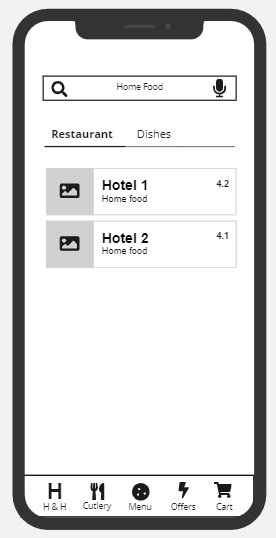 Home Food
Restaurant Dishes
Hotel 1 4.2
Home food
Hotel 2 4.1
Home food
H
H & H Cutlery Menu Offers Cart